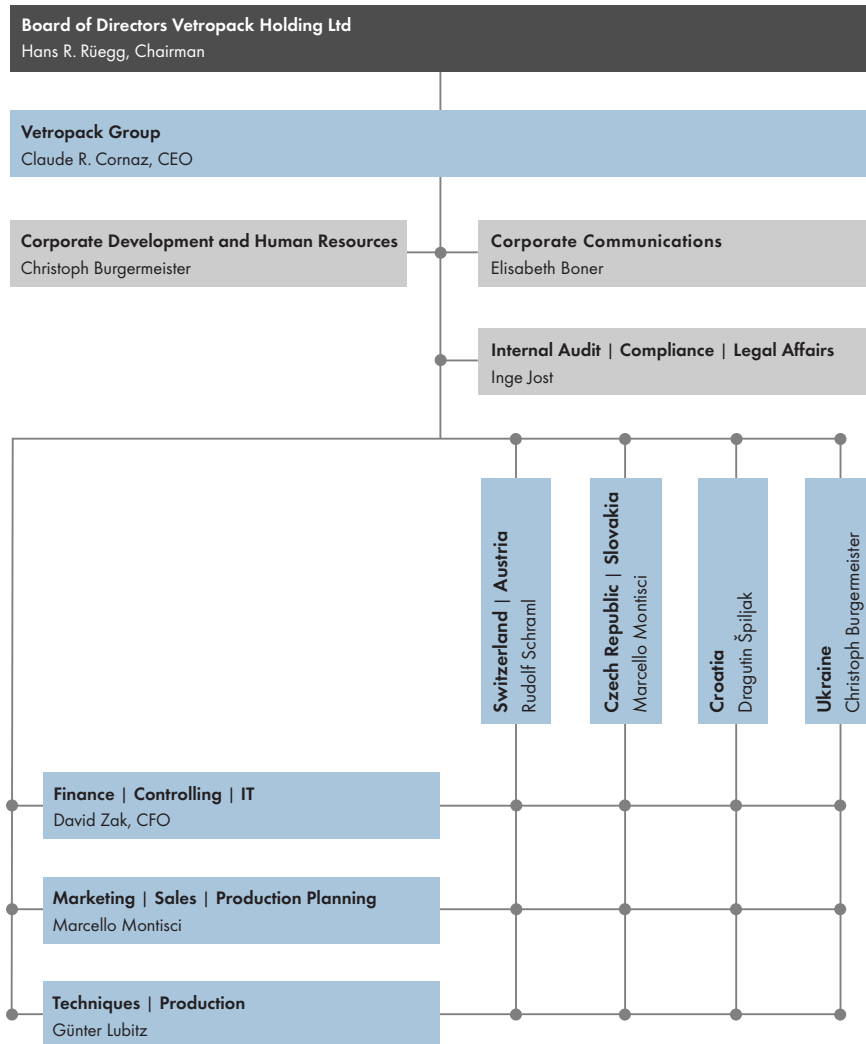 Board of Directors Vetropack Holding Ltd
Hans R. Rüegg, Chairman
Vetropack Group
Claude R. Cornaz, CEO
Corporate Development and Human Resources
Christoph Burgermeister
Corporate Communications
Elisabeth Boner
Internal Audit | Compliance | Legal Affairs
Inge Jost
Switzerland | Austria
Rudolf Schraml
Czech Republic | Slovakia
Marcello Montisci
Croatia
Dragutin Špiljak
Ukraine
Christoph Burgermeister
Finance | Controlling | IT
David Zak, CFO
Marketing | Sales | Production Planning
Marcello Montisci
Techniques | Production
Günter Lubitz